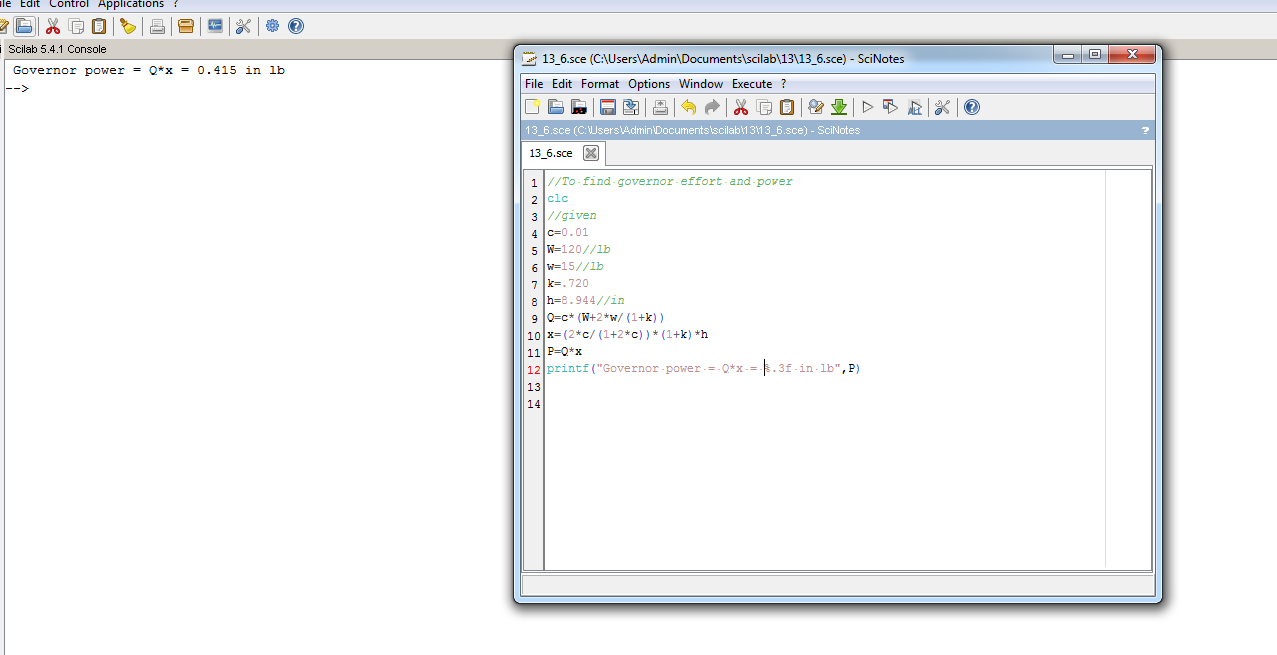 ile Edit Control Applications ?
Scilab 5.4.1 Console
Governor power = Q*x = 0.415 in lb
-->
13_6.sce (C:\Users\Admin\Documents\scilab\13\13_6.sce) - SciNotes
File Edit Format Options Window Execute ?
13_6.sce (C:\Users\Admin\Documents\scilab\13\13_6.sce) - SciNotes ?
13_6.sce
1 //To find governor effort and power
2 clc
3 //given
4 c=0.01
5 W=120//lb
6 w=15//lb
7 k=.720
8 h=8.944//in
9 Q=c*(W+2*w/(1+k))
10 x=(2*c/(1+2*c))*(1+k)*h
11 P=Q*x
12 printf("Governor power = Q*x = %.3f in lb",P)
13
14